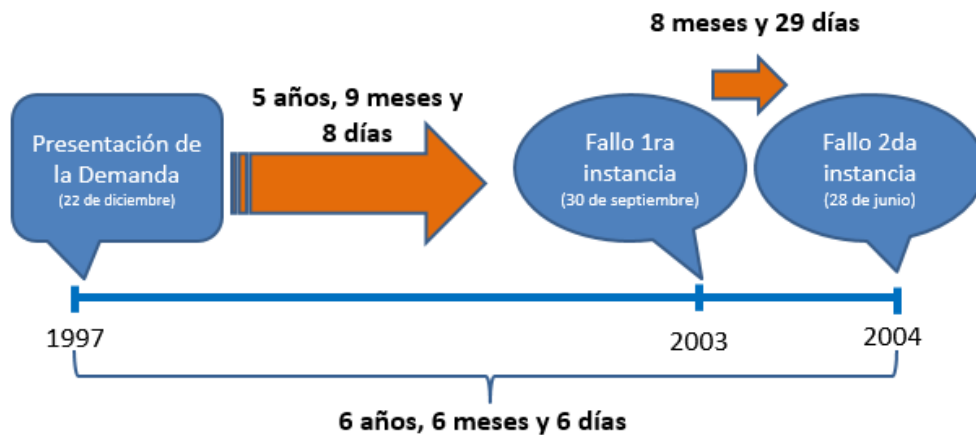 8 meses y 29 días
5 años, 9 meses y
8 días
Presentación de
la Demanda
(22 de diciembre)
Fallo 1ra
instancia
(30 de septiembre)
Fallo 2da
instancia
(28 de junio)
1997
2003
2004
6 años, 6 meses y 6 días